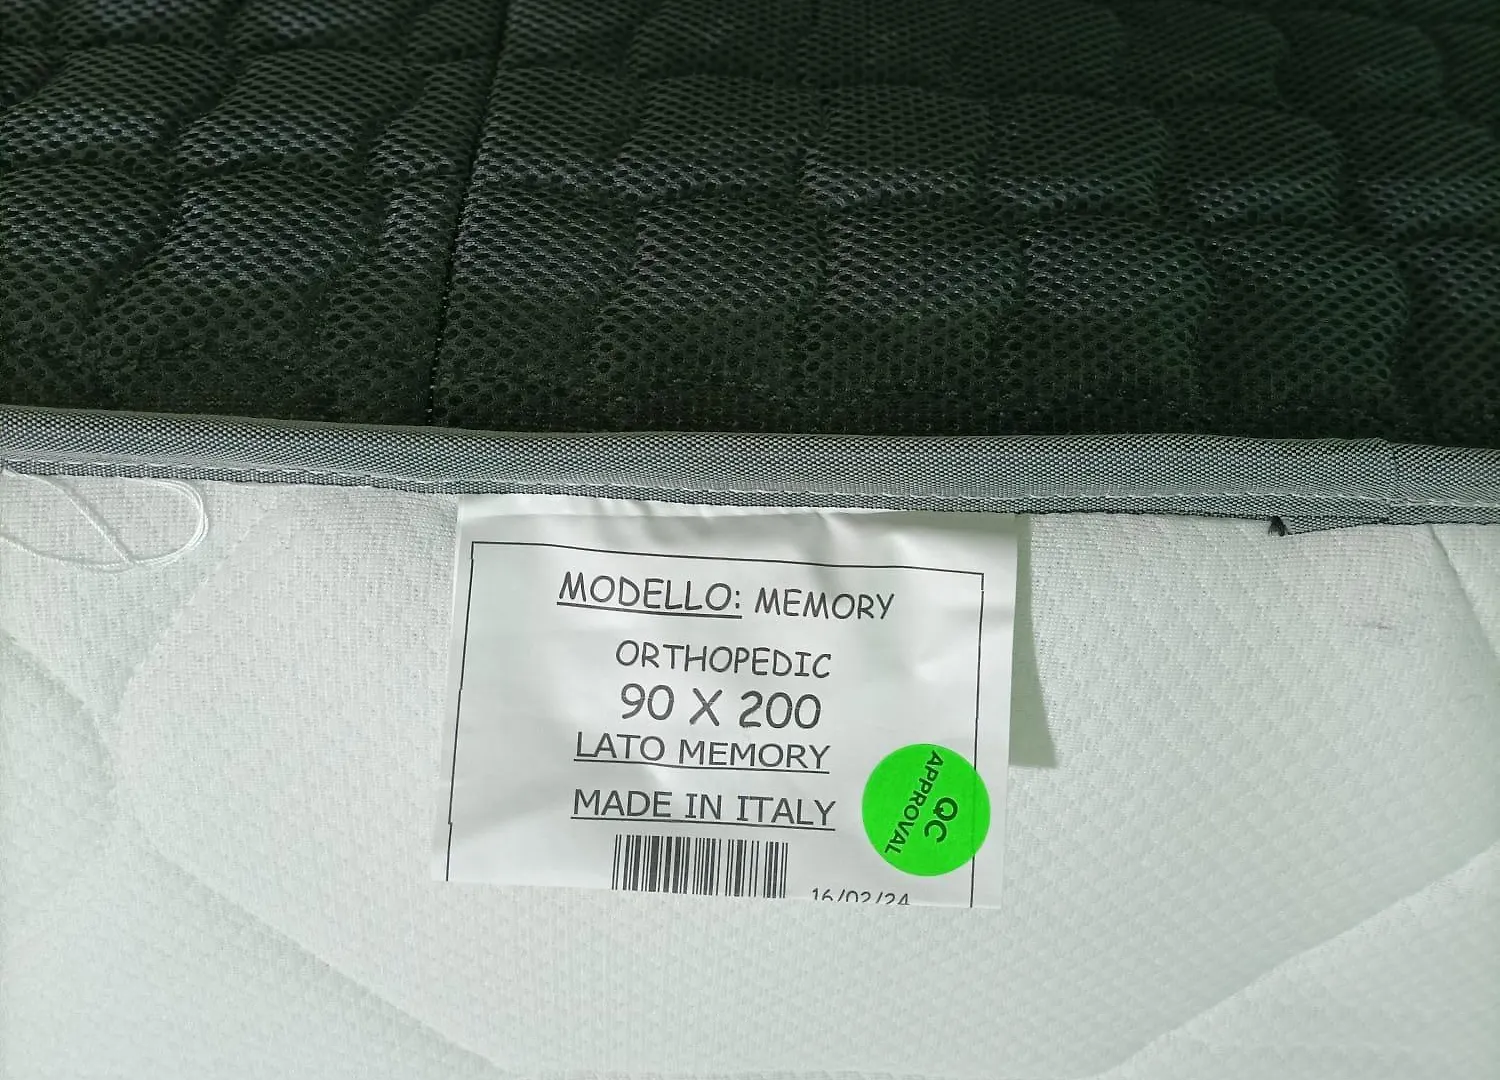 MODELLO: MEMORY
ORTHOPEDIC
90 X 200
LATO MEMORY
MADE IN ITALY
16/02/24
QC
APPROVAL